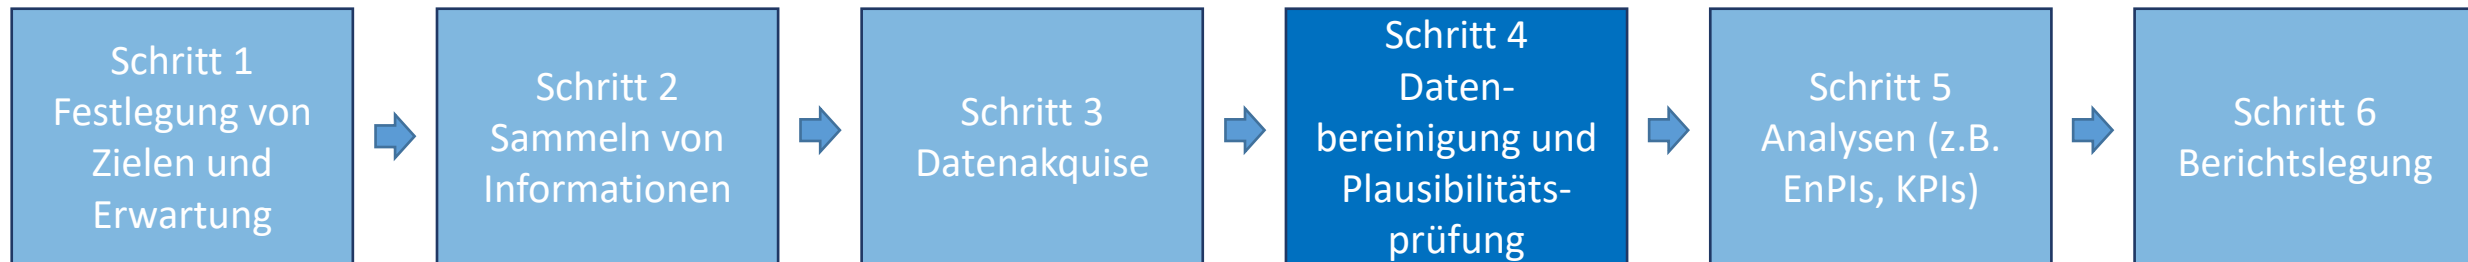 Schritt 1
Festlegung von
Zielen und
Erwartung
Schritt 2
Sammeln von
Informationen
Schritt 3
Datenakquise
Schritt 4
Daten-
bereinigung und
Plausibilitäts-
prüfung
Schritt 5
Analysen (z.B.
EnPIs, KPIs)
Schritt 6
Berichtslegung